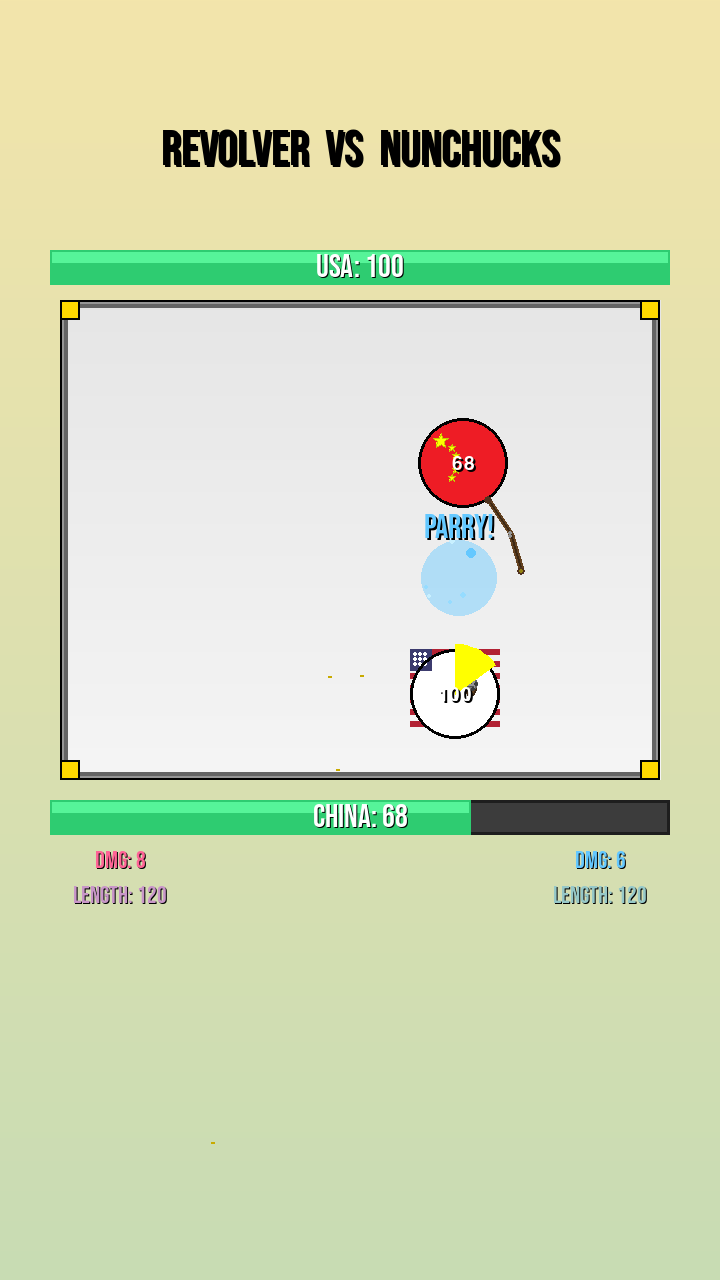 REVOLVER VS NUNCHUCKS
USA: 100
68
PARRY!
100
CHINA: 68
DMG: 8
DMG: 6
LENGTH: 120
LENGTH: 120